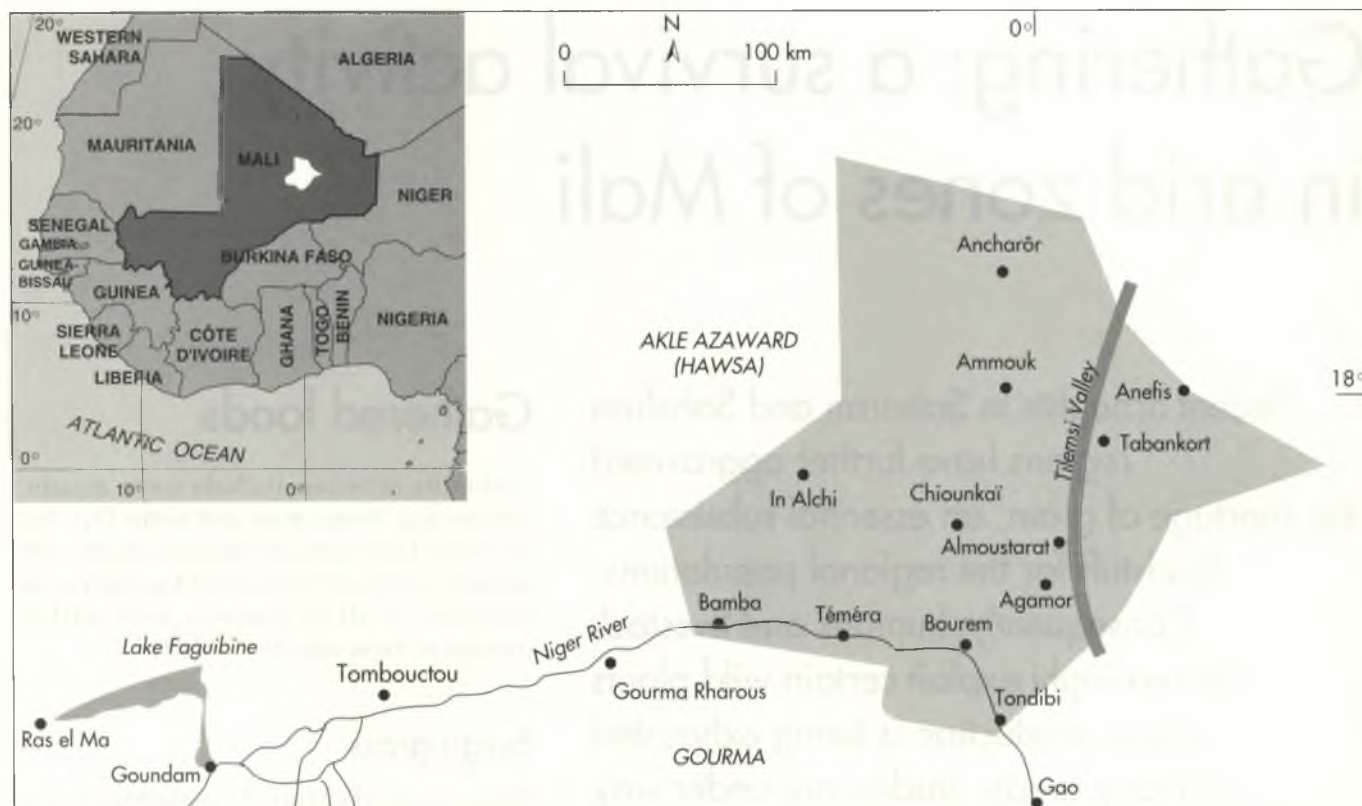 20°
WESTERN
SAHARA
ALGERIA
20°
MAURITANIA
MALI
NIGER
SENEGAL
GAMBIA
GUINEA-
BISSAU
BURKINA FASO
GUINEA
10°
SIERRA
LEONE
CÔTE
D'IVOIRE
GHANA
TOGO
BENIN
NIGERIA
LIBERIA
ATLANTIC OCEAN
0°
10°
0°
N
0
100 km
0°
Gathering: a survival activity
in arid zones of Mali
Ancharôr
AKLE AZAWARD
(HAWSA)
Ammouk
Tilemsi Valley
Anefis
18°
Tabankort
In Alchi
Chiounkaï
Almoustarat
Agamor
Bamba
Téméra
Bourem
Niger River
Lake Faguibine
Tombouctou
Gourma Rharous
Tondibi
Ras el Ma
Goundam
GOURMA
Gao
Gathered foods